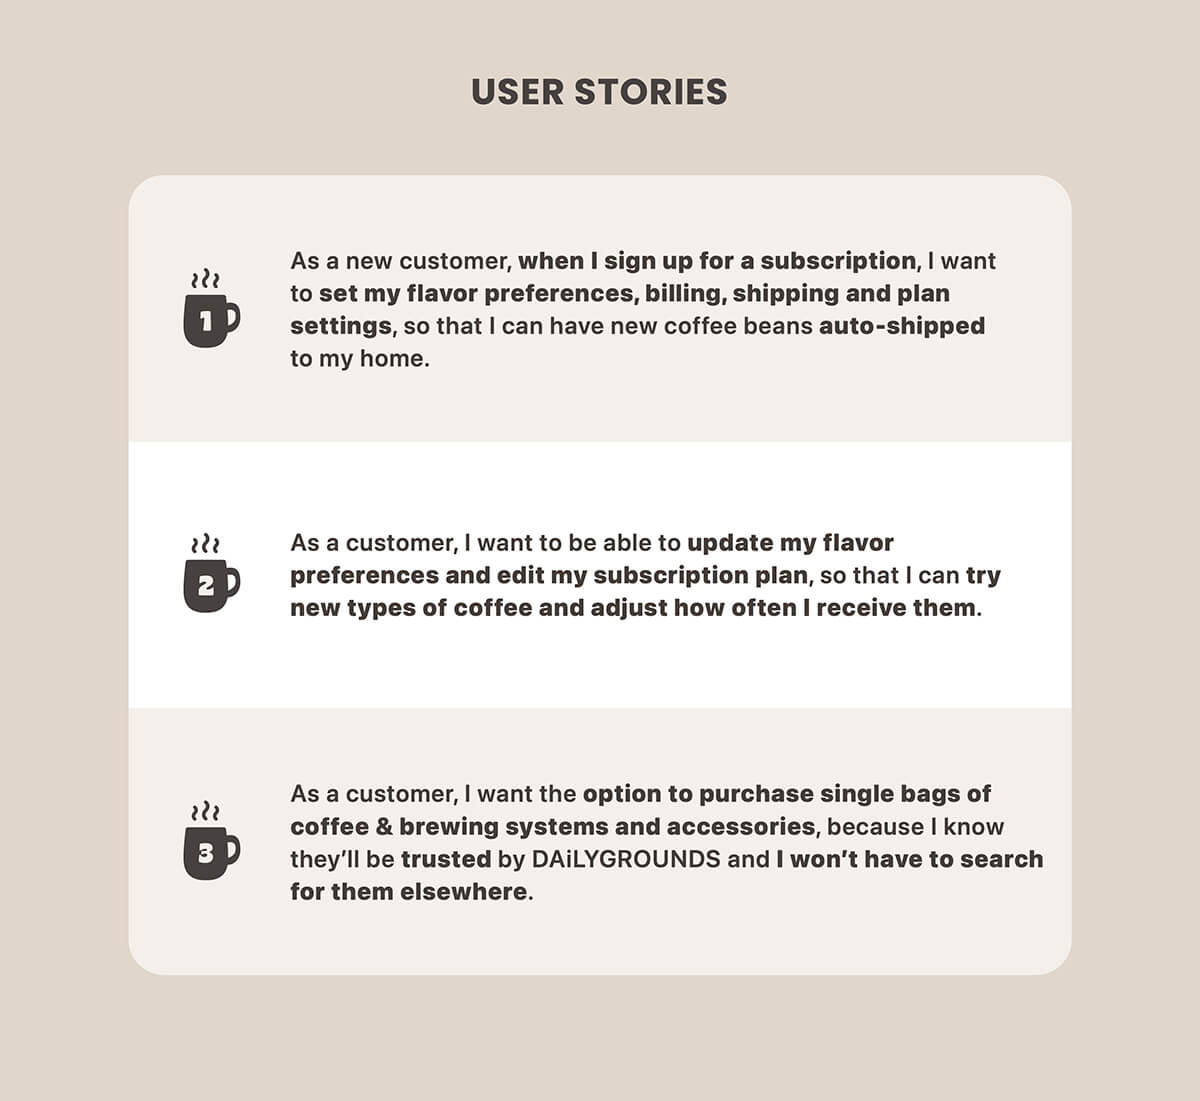 USER STORIES
1
As a new customer, when I sign up for a subscription, I want
to set my flavor preferences, billing, shipping and plan
settings, so that I can have new coffee beans auto-shipped
to my home.
2
As a customer, I want to be able to update my flavor
preferences and edit my subscription plan, so that I can try
new types of coffee and adjust how often I receive them.
3
As a customer, I want the option to purchase single bags of
coffee & brewing systems and accessories, because I know
they’ll be trusted by DAiLYGROUNDS and I won’t have to search
for them elsewhere.